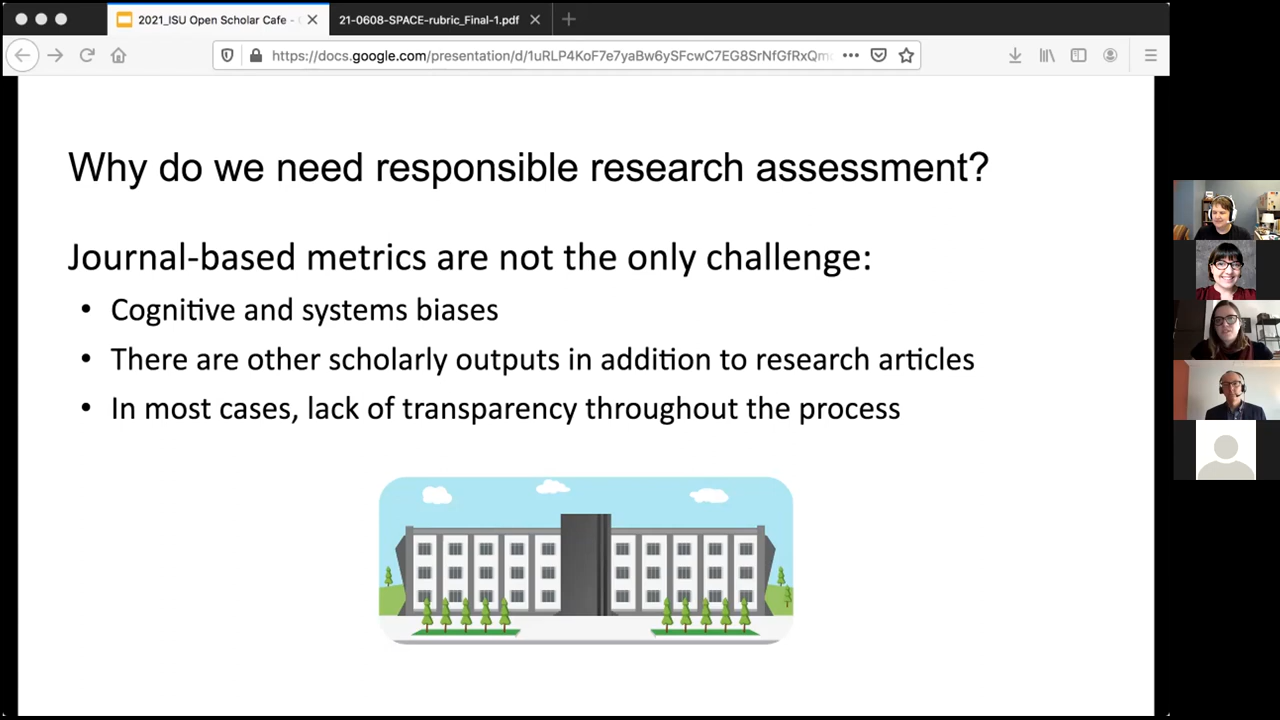 2021_ISU Open Scholar Cafe -
21-0608-SPACE-rubric_Final-1.pdf
https://docs.google.com/presentation/d/1uRLP4KoF7e7yaBw6ySFcwC7EG8SrNfGfRxQm
Why do we need responsible research assessment?
Journal-based metrics are not the only challenge:
• Cognitive and systems biases
• There are other scholarly outputs in addition to research articles
• In most cases, lack of transparency throughout the process